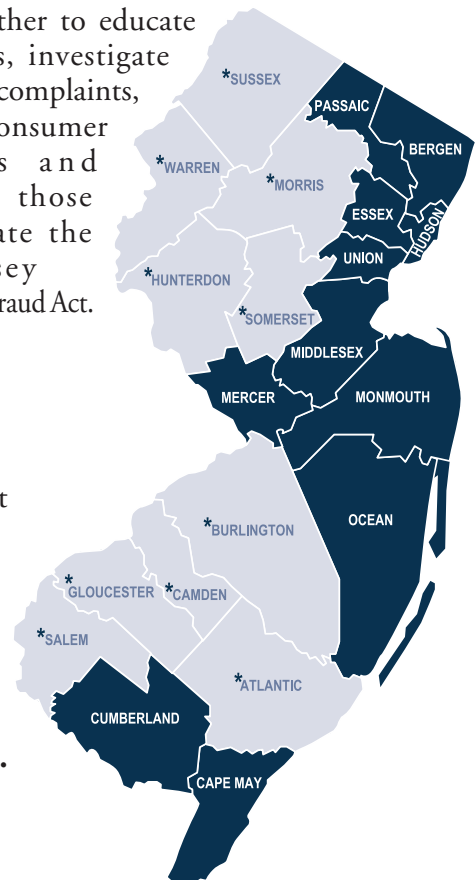 ther to educate
s, investigate
complaints,
onsumer
s and
those
ate the
sey
raud Act.
t
.
*SUSSEX
PASSAIC
BERGEN
*WARREN
*MORRIS
ESSEX
HUDSON
UNION
*HUNTERDON
*SOMERSET
MIDDLESEX
MERCER
MONMOUTH
OCEAN
*BURLINGTON
*GLOUCESTER
*CAMDEN
*SALEM
*ATLANTIC
CUMBERLAND
CAPE MAY